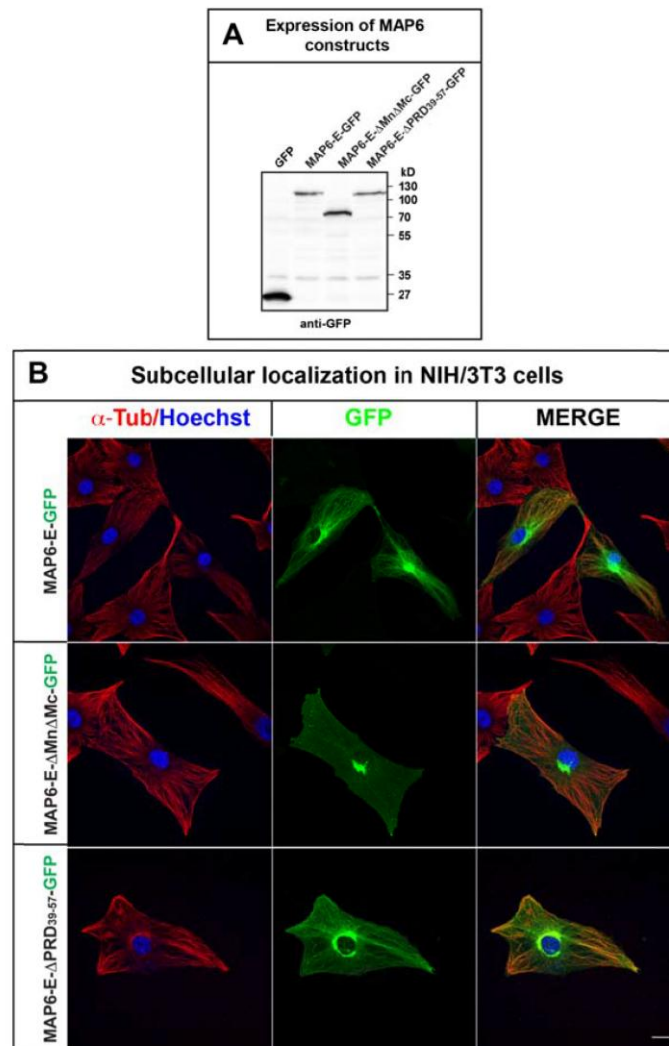 A
Expression of MAP6
constructs
GFP
MAP6-E-GFP
MAP6-E-ΔMnΔMc-GFP
MAP6-E-ΔPRD39-57-GFP
kD
130
100
70
55
35
27
anti-GFP
B
Subcellular localization in NIH/3T3 cells
α-Tub/Hoechst
GFP
MERGE
MAP6-E-GFP
MAP6-E-ΔMnΔMc-GFP
MAP6-E-ΔPRD39-57-GFP